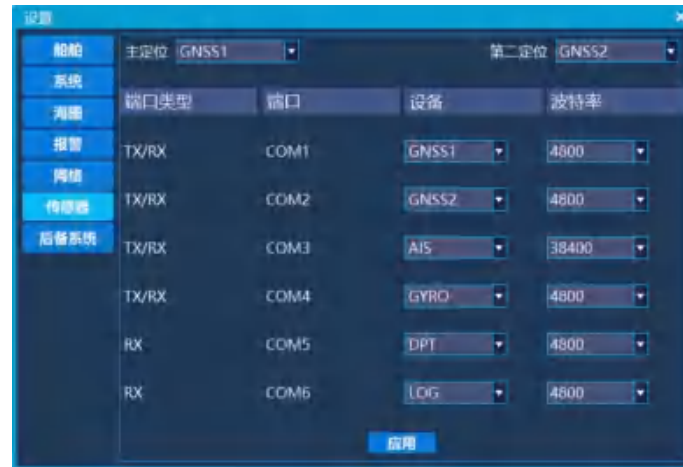 设置
船舶
系统
海图
报警
网络
传感器
后备系统
主定位 GNSS1 第二定位 GNSS2
端口类型 端口 设备 波特率
TX/RX COM1 GNSS1 4800
TX/RX COM2 GNSS2 4800
TX/RX COM3 AIS 38400
TX/RX COM4 GYRO 4800
RX COM5 DPT 4800
RX COM6 LOG 4800
应用